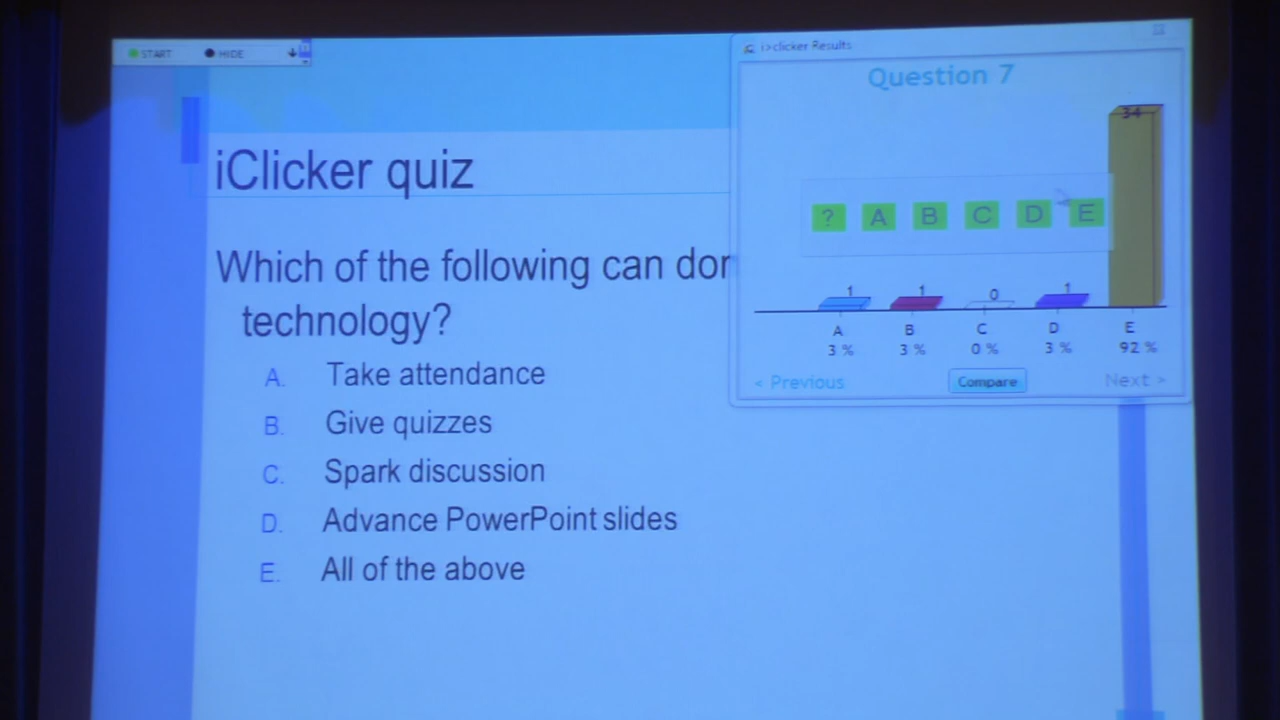 START HIDE
i>clicker Results
Question 7
34
iClicker quiz
? A B C D E
Which of the following can
technology?
1 1 0 1
A B C D E
3 % 3 % 0 % 3 % 92 %
< Previous Compare Next >
A. Take attendance
B. Give quizzes
C. Spark discussion
D. Advance PowerPoint slides
E. All of the above